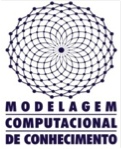 MODELAGEM
COMPUTACIONAL
DE CONHECIMENTO